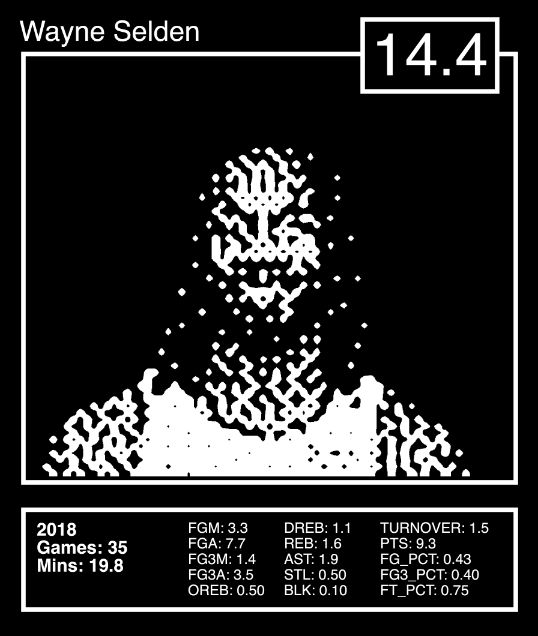 Wayne Selden
14.4
2018
Games: 35
Mins: 19.8
FGM: 3.3
FGA: 7.7
FG3M: 1.4
FG3A: 3.5
OREB: 0.50
DREB: 1.1
REB: 1.6
AST: 1.9
STL: 0.50
BLK: 0.10
TURNOVER: 1.5
PTS: 9.3
FG_PCT: 0.43
FG3_PCT: 0.40
FT_PCT: 0.75